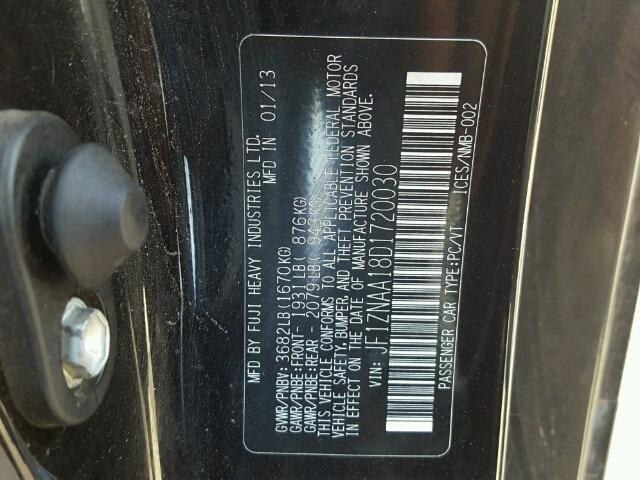 MFD BY FUJI HEAVY INDUSTRIES LTD.
MFD IN 01/13
GVWR/PNBV: 3682LB(1670KG)
GAWR/PNBE:FRONT- 1931LB( 876KG)
GAWR/PNBE:REAR - 2079LB( 943KG)
THIS VEHICLE CONFORMS TO ALL APPLICABLE FEDERAL MOTOR
VEHICLE SAFETY,BUMPER AND THEFT PREVENTION STANDARDS
IN EFFECT ON THE DATE OF MANUFACTURE SHOWN ABOVE.
VIN: JF1ZNAA18D1720030
PASSENGER CAR TYPE:PC/VT ICES/NMB-002